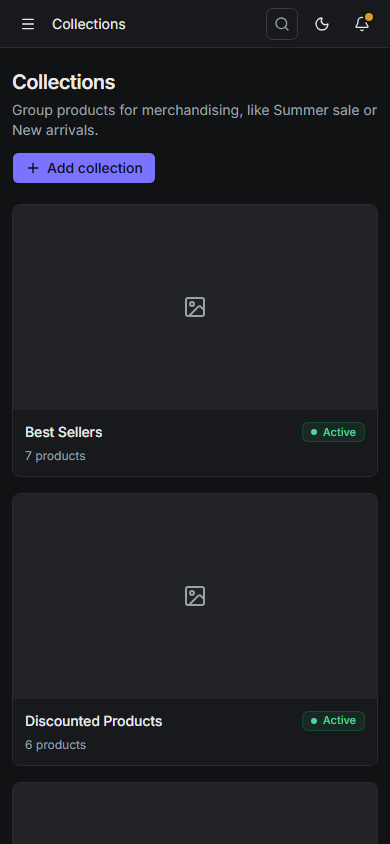 Collections
Collections
Group products for merchandising, like Summer sale or
New arrivals.
Add collection
Best Sellers
Active
7 products
Discounted Products
Active
6 products